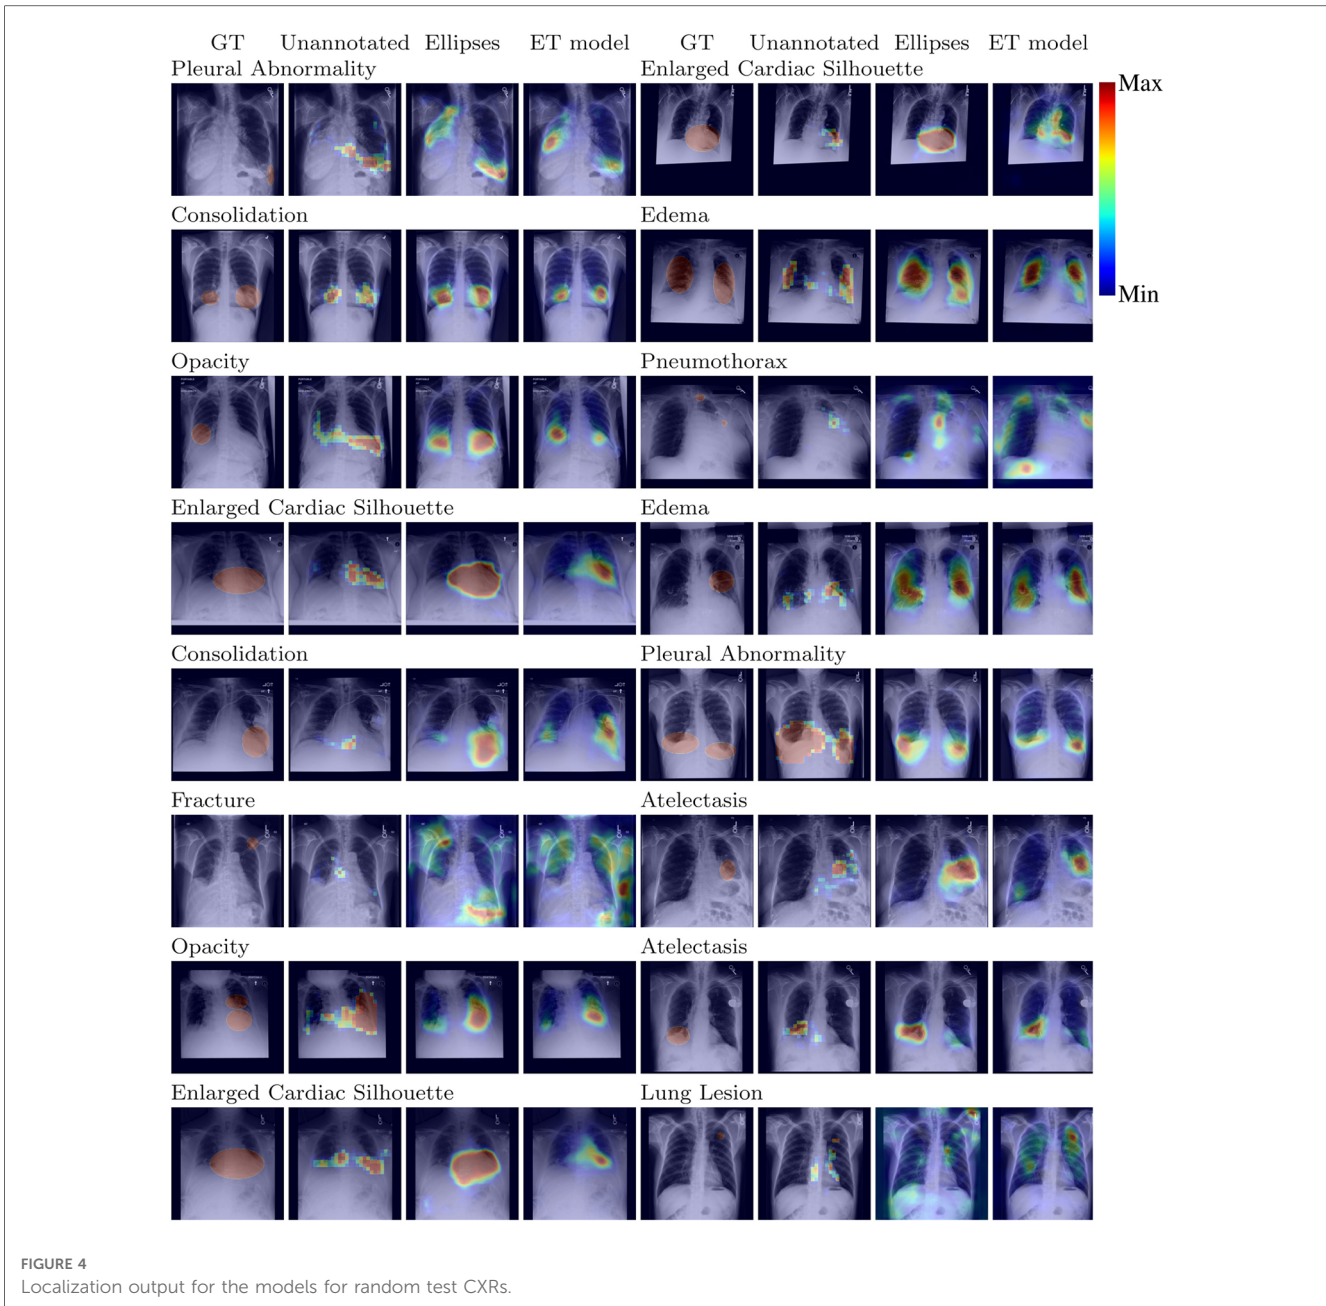 GT Unannotated Ellipses ET model GT Unannotated Ellipses ET model
Pleural Abnormality Enlarged Cardiac Silhouette
Max
Consolidation Edema
Min
Opacity Pneumothorax
Enlarged Cardiac Silhouette Edema
Consolidation Pleural Abnormality
Fracture Atelectasis
Opacity Atelectasis
Enlarged Cardiac Silhouette Lung Lesion
FIGURE 4
Localization output for the models for random test CXRs.